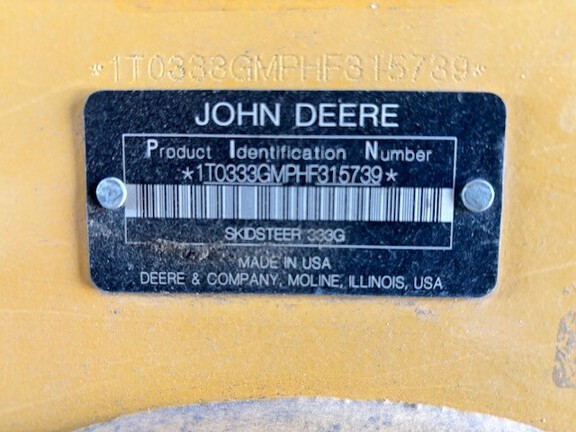 *1T0333GMPHF315739*
JOHN DEERE
Product Identification Number
*1T0333GMPHF315739*
SKIDSTEER 333G
MADE IN USA
DEERE & COMPANY, MOLINE, ILLINOIS, USA